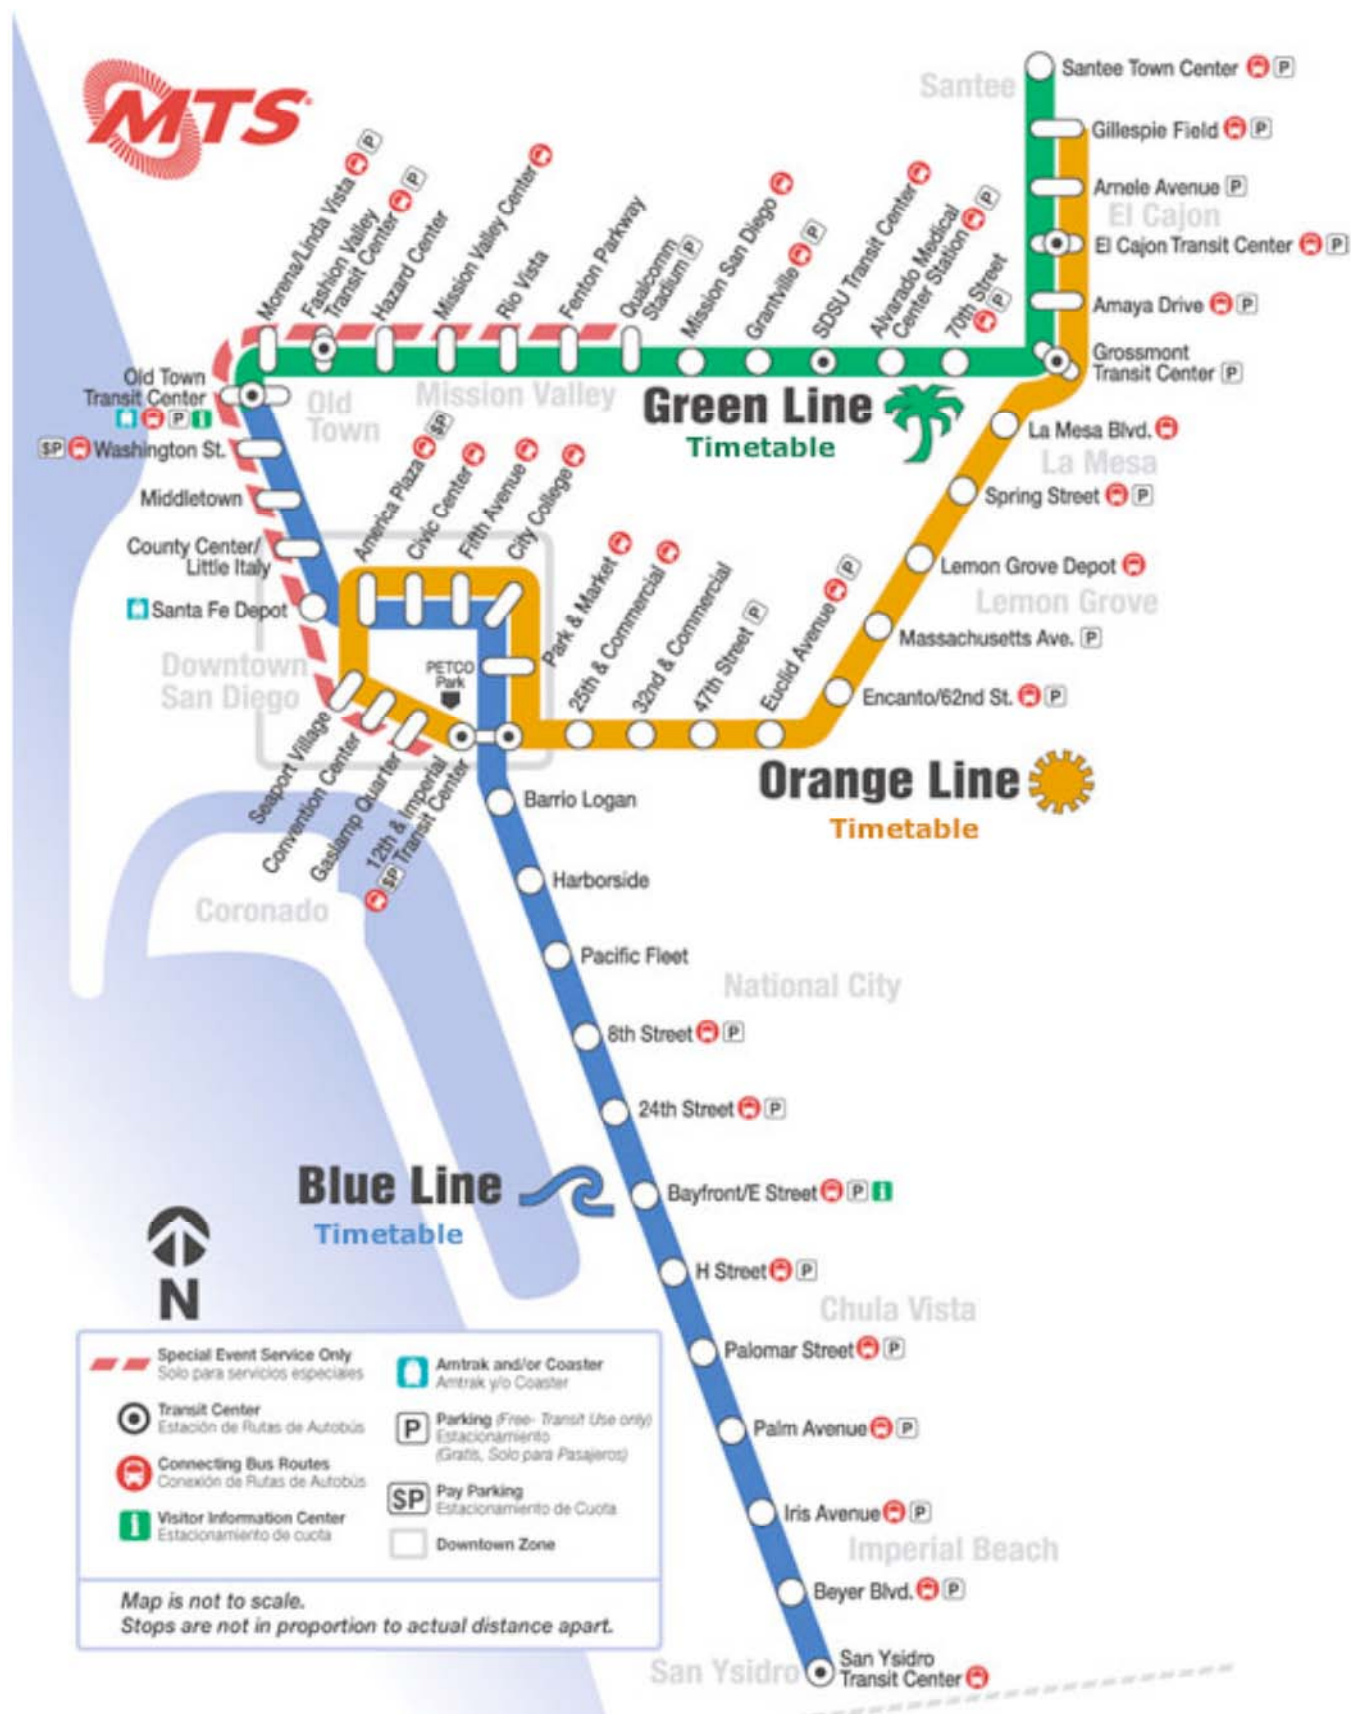 MTS
Santee
Santee Town Center P
Gillespie Field P
Arnele Avenue P
El Cajon
El Cajon Transit Center P
Amaya Drive P
Grossmont
Transit Center P
Morena/Linda Vista P
Fashion Valley
Transit Center P
Hazard Center
Mission Valley Center
Rio Vista
Fenton Parkway
Qualcomm
Stadium P
Mission San Diego
Grantville P
SDSU Transit Center
Alvarado Medical
Center Station P
70th Street
P
Old Town
Transit Center
P i
Old
Town
Mission Valley
Green Line
Timetable
SP Washington St.
Middletown
County Center/
Little Italy
Santa Fe Depot
America Plaza SP
Civic Center
Fifth Avenue
City College
Park & Market
25th & Commercial
32nd & Commercial
47th Street P
Euclid Avenue P
La Mesa Blvd.
La Mesa
Spring Street P
Lemon Grove Depot
Lemon Grove
Massachusetts Ave. P
Encanto/62nd St. P
Downtown
San Diego
PETCO
Park
Seaport Village
Convention Center
Gaslamp Quarter
12th & Imperial
Transit Center
SP
Orange Line
Timetable
Barrio Logan
Harborside
Coronado
Pacific Fleet
National City
8th Street P
24th Street P
Blue Line
Timetable
Bayfront/E Street P i
H Street P
Chula Vista
Palomar Street P
Palm Avenue P
Iris Avenue P
Imperial Beach
Beyer Blvd. P
San Ysidro
San Ysidro
Transit Center
N
Special Event Service Only
Solo para servicios especiales
Transit Center
Estación de Rutas de Autobús
Connecting Bus Routes
Conexión de Rutas de Autobús
i Visitor Information Center
Estacionamiento de cuota
Amtrak and/or Coaster
Amtrak y/o Coaster
P Parking (Free- Transit Use only)
Estacionamiento
(Gratis, Solo para Pasajeros)
SP Pay Parking
Estacionamiento de Cuota
Downtown Zone
Map is not to scale.
Stops are not in proportion to actual distance apart.